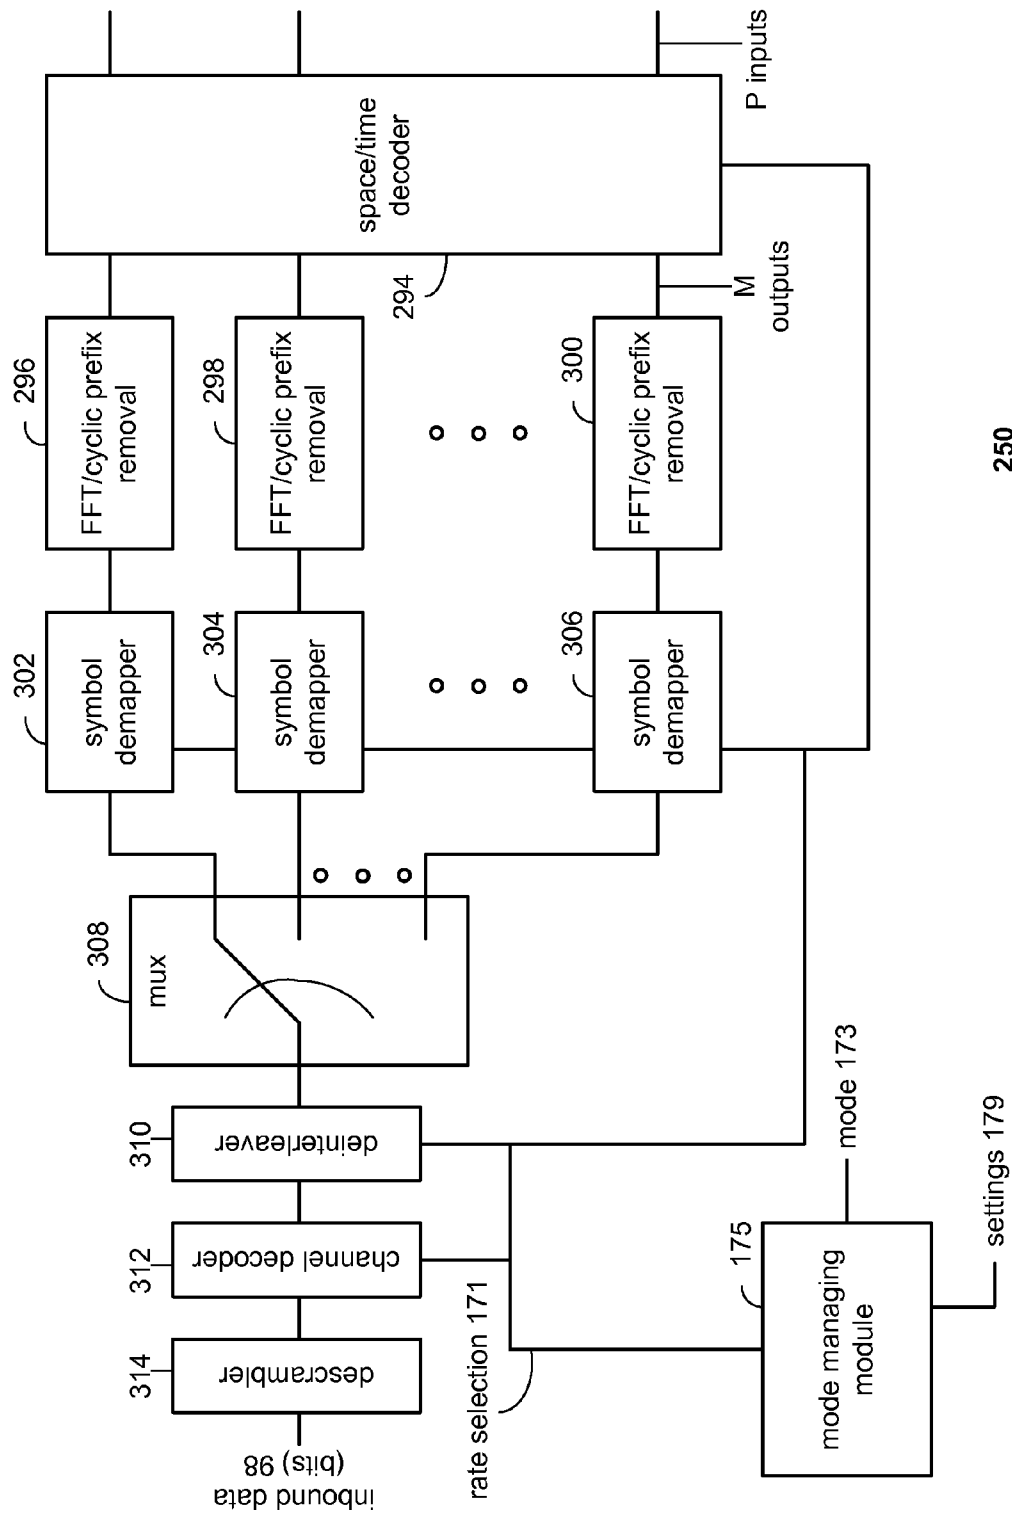 inbound data
(bits) 98
314
descrambler
312
channel decoder
310
deinterleaver
308
mux
302
symbol
demapper
304
symbol
demapper
306
symbol
demapper
296
FFT/cyclic prefix
removal
298
FFT/cyclic prefix
removal
300
FFT/cyclic prefix
removal
294
space/time
decoder
M
outputs
P inputs
rate selection 171
175
mode managing
module
mode 173
settings 179
250